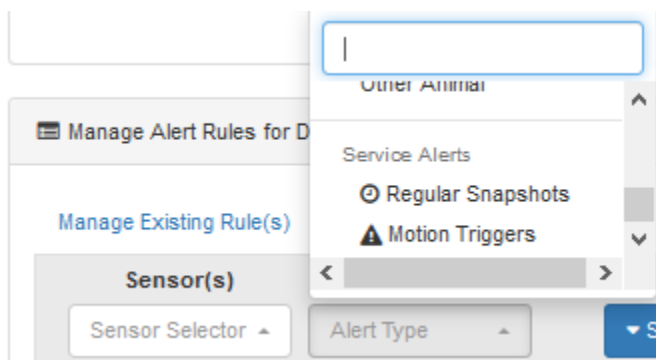 Other Animal
Manage Alert Rules for D
Service Alerts
Regular Snapshots
Manage Existing Rule(s)
Motion Triggers
Sensor(s)
Sensor Selector
Alert Type
S